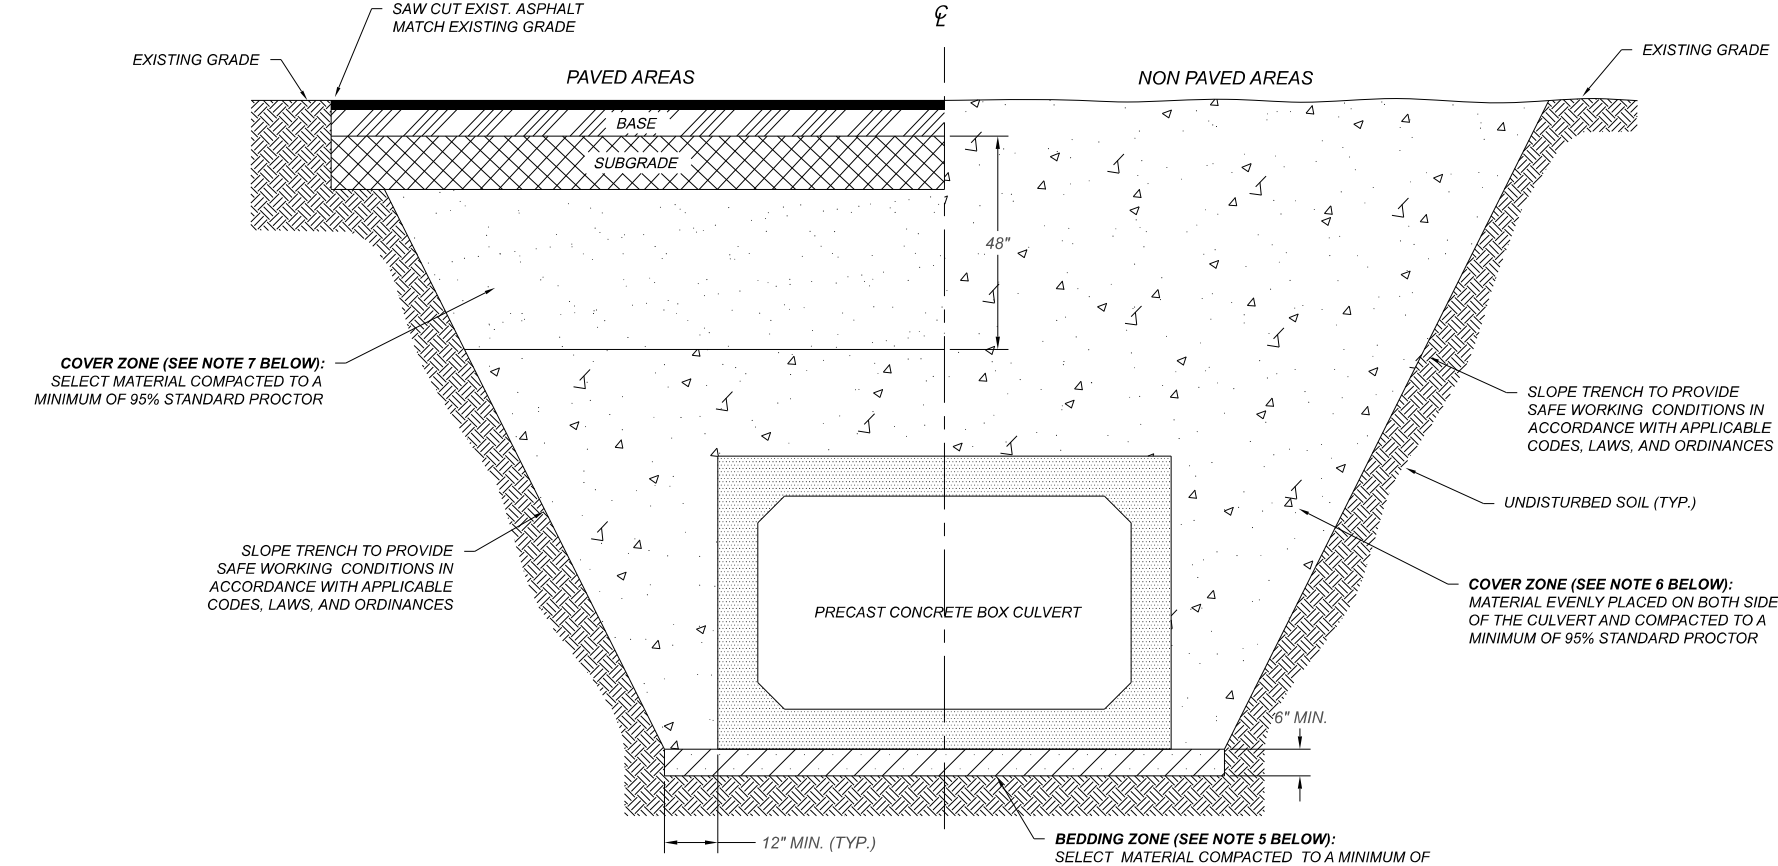 SAW CUT EXIST. ASPHALT
MATCH EXISTING GRADE
℄
EXISTING GRADE
PAVED AREAS
NON PAVED AREAS
EXISTING GRADE
BASE
SUBGRADE
48"
COVER ZONE (SEE NOTE 7 BELOW):
SELECT MATERIAL COMPACTED TO A
MINIMUM OF 95% STANDARD PROCTOR
SLOPE TRENCH TO PROVIDE
SAFE WORKING CONDITIONS IN
ACCORDANCE WITH APPLICABLE
CODES, LAWS, AND ORDINANCES
UNDISTURBED SOIL (TYP.)
SLOPE TRENCH TO PROVIDE
SAFE WORKING CONDITIONS IN
ACCORDANCE WITH APPLICABLE
CODES, LAWS, AND ORDINANCES
PRECAST CONCRETE BOX CULVERT
COVER ZONE (SEE NOTE 6 BELOW):
MATERIAL EVENLY PLACED ON BOTH SIDE
OF THE CULVERT AND COMPACTED TO A
MINIMUM OF 95% STANDARD PROCTOR
6" MIN.
12" MIN. (TYP.)
BEDDING ZONE (SEE NOTE 5 BELOW):
SELECT MATERIAL COMPACTED TO A MINIMUM OF